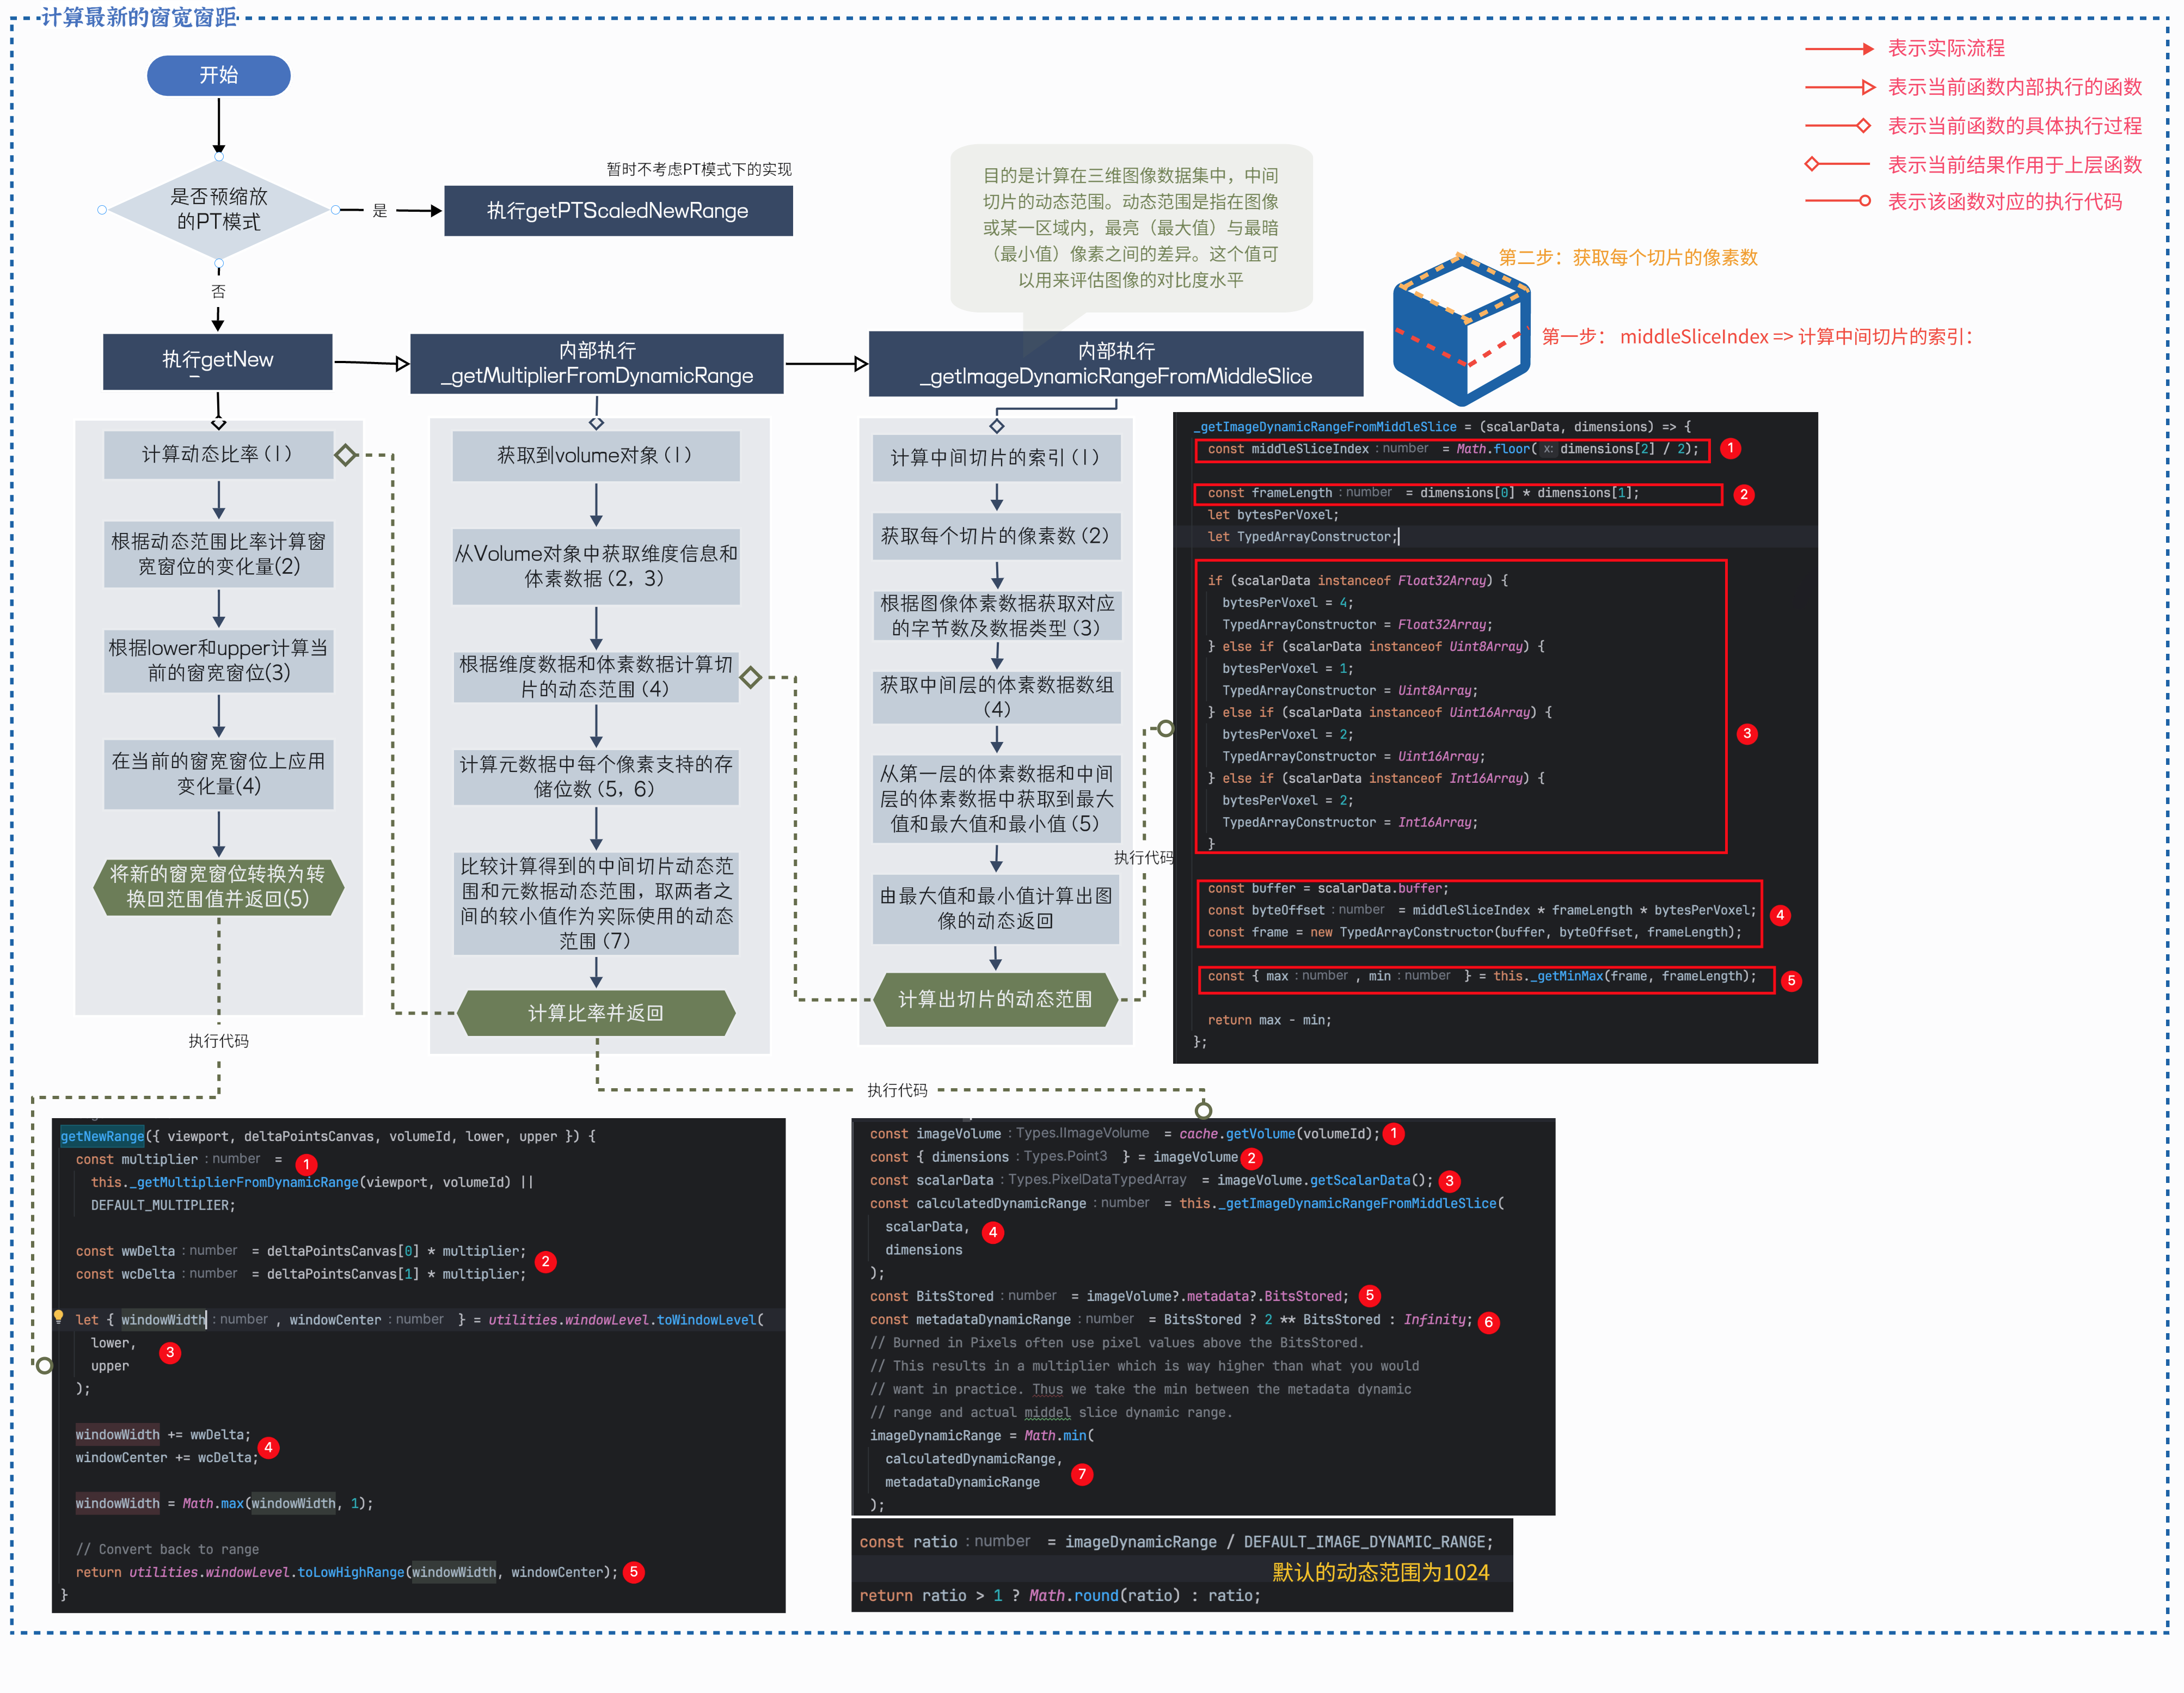 计算最新的窗宽窗距
开始
是否预缩放
的PT模式
是
暂时不考虑PT模式下的实现
执行getPTScaledNewRange
否
目的是计算在三维图像数据集中，中间
切片的动态范围。动态范围是指在图像
或某一区域内，最亮（最大值）与最暗
（最小值）像素之间的差异。这个值可
以用来评估图像的对比度水平
表示实际流程
表示当前函数内部执行的函数
表示当前函数的具体执行过程
表示当前结果作用于上层函数
表示该函数对应的执行代码
第二步：获取每个切片的像素数
第一步： middleSliceIndex => 计算中间切片的索引：
执行getNew
_
内部执行
_getMultiplierFromDynamicRange
内部执行
_getImageDynamicRangeFromMiddleSlice
计算动态比率（1）
根据动态范围比率计算窗
宽窗位的变化量(2)
根据lower和upper计算当
前的窗宽窗位(3)
在当前的窗宽窗位上应用
变化量(4)
将新的窗宽窗位转换为转
换回范围值并返回(5)
执行代码
获取到volume对象（1）
从Volume对象中获取维度信息和
体素数据（2，3）
根据维度数据和体素数据计算切
片的动态范围（4）
计算元数据中每个像素支持的存
储位数（5，6）
比较计算得到的中间切片动态范
围和元数据动态范围，取两者之
间的较小值作为实际使用的动态
范围（7）
计算比率并返回
执行代码
计算中间切片的索引（1）
获取每个切片的像素数（2）
根据图像体素数据获取对应
的字节数及数据类型（3）
获取中间层的体素数据数组
（4）
从第一层的体素数据和中间
层的体素数据中获取到最大
值和最大值和最小值（5）
由最大值和最小值计算出图
像的动态返回
计算出切片的动态范围
执行代码
_getImageDynamicRangeFromMiddleSlice = (scalarData, dimensions) => {
const middleSliceIndex : number = Math.floor( x: dimensions[2] / 2); 1
const frameLength : number = dimensions[0] * dimensions[1]; 2
let bytesPerVoxel;
let TypedArrayConstructor;
if (scalarData instanceof Float32Array) {
bytesPerVoxel = 4;
TypedArrayConstructor = Float32Array;
} else if (scalarData instanceof Uint8Array) {
bytesPerVoxel = 1;
TypedArrayConstructor = Uint8Array;
} else if (scalarData instanceof Uint16Array) {
bytesPerVoxel = 2; 3
TypedArrayConstructor = Uint16Array;
} else if (scalarData instanceof Int16Array) {
bytesPerVoxel = 2;
TypedArrayConstructor = Int16Array;
}
const buffer = scalarData.buffer;
const byteOffset : number = middleSliceIndex * frameLength * bytesPerVoxel; 4
const frame = new TypedArrayConstructor(buffer, byteOffset, frameLength);
const { max : number , min : number } = this._getMinMax(frame, frameLength); 5
return max - min;
};
getNewRange({ viewport, deltaPointsCanvas, volumeId, lower, upper }) {
const multiplier : number = 1
this._getMultiplierFromDynamicRange(viewport, volumeId) ||
DEFAULT_MULTIPLIER;
const wwDelta : number = deltaPointsCanvas[0] * multiplier; 2
const wcDelta : number = deltaPointsCanvas[1] * multiplier;
let { windowWidth : number , windowCenter : number } = utilities.windowLevel.toWindowLevel(
lower, 3
upper
);
windowWidth += wwDelta; 4
windowCenter += wcDelta;
windowWidth = Math.max(windowWidth, 1);
// Convert back to range
return utilities.windowLevel.toLowHighRange(windowWidth, windowCenter); 5
}
const imageVolume : Types.IImageVolume = cache.getVolume(volumeId); 1
const { dimensions : Types.Point3 } = imageVolume 2
const scalarData : Types.PixelDataTypedArray = imageVolume.getScalarData(); 3
const calculatedDynamicRange : number = this._getImageDynamicRangeFromMiddleSlice(
scalarData, 4
dimensions
);
const BitsStored : number = imageVolume?.metadata?.BitsStored; 5
const metadataDynamicRange : number = BitsStored ? 2 ** BitsStored : Infinity; 6
// Burned in Pixels often use pixel values above the BitsStored.
// This results in a multiplier which is way higher than what you would
// want in practice. Thus we take the min between the metadata dynamic
// range and actual middel slice dynamic range.
imageDynamicRange = Math.min(
calculatedDynamicRange, 7
metadataDynamicRange
);
const ratio : number = imageDynamicRange / DEFAULT_IMAGE_DYNAMIC_RANGE;
默认的动态范围为1024
return ratio > 1 ? Math.round(ratio) : ratio;